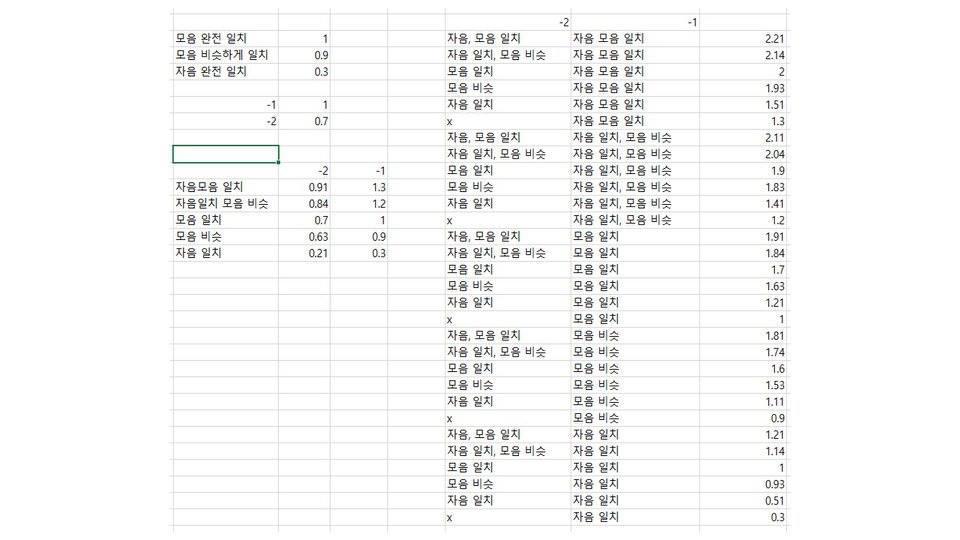 -2 -1
모음 완전 일치 1 자음, 모음 일치 자음 모음 일치 2.21
모음 비슷하게 일치 0.9 자음 일치, 모음 비슷 자음 모음 일치 2.14
자음 완전 일치 0.3 모음 일치 자음 모음 일치 2
모음 비슷 자음 모음 일치 1.93
-1 1 자음 일치 자음 모음 일치 1.51
-2 0.7 x 자음 모음 일치 1.3
자음, 모음 일치 자음 일치, 모음 비슷 2.11
자음 일치, 모음 비슷 자음 일치, 모음 비슷 2.04
-2 -1 모음 일치 자음 일치, 모음 비슷 1.9
자음모음 일치 0.91 1.3 모음 비슷 자음 일치, 모음 비슷 1.83
자음일치 모음 비슷 0.84 1.2 자음 일치 자음 일치, 모음 비슷 1.41
모음 일치 0.7 1 x 자음 일치, 모음 비슷 1.2
모음 비슷 0.63 0.9 자음, 모음 일치 모음 일치 1.91
자음 일치 0.21 0.3 자음 일치, 모음 비슷 모음 일치 1.84
모음 일치 모음 일치 1.7
모음 비슷 모음 일치 1.63
자음 일치 모음 일치 1.21
x 모음 일치 1
자음, 모음 일치 모음 비슷 1.81
자음 일치, 모음 비슷 모음 비슷 1.74
모음 일치 모음 비슷 1.6
모음 비슷 모음 비슷 1.53
자음 일치 모음 비슷 1.11
x 모음 비슷 0.9
자음, 모음 일치 자음 일치 1.21
자음 일치, 모음 비슷 자음 일치 1.14
모음 일치 자음 일치 1
모음 비슷 자음 일치 0.93
자음 일치 자음 일치 0.51
x 자음 일치 0.3